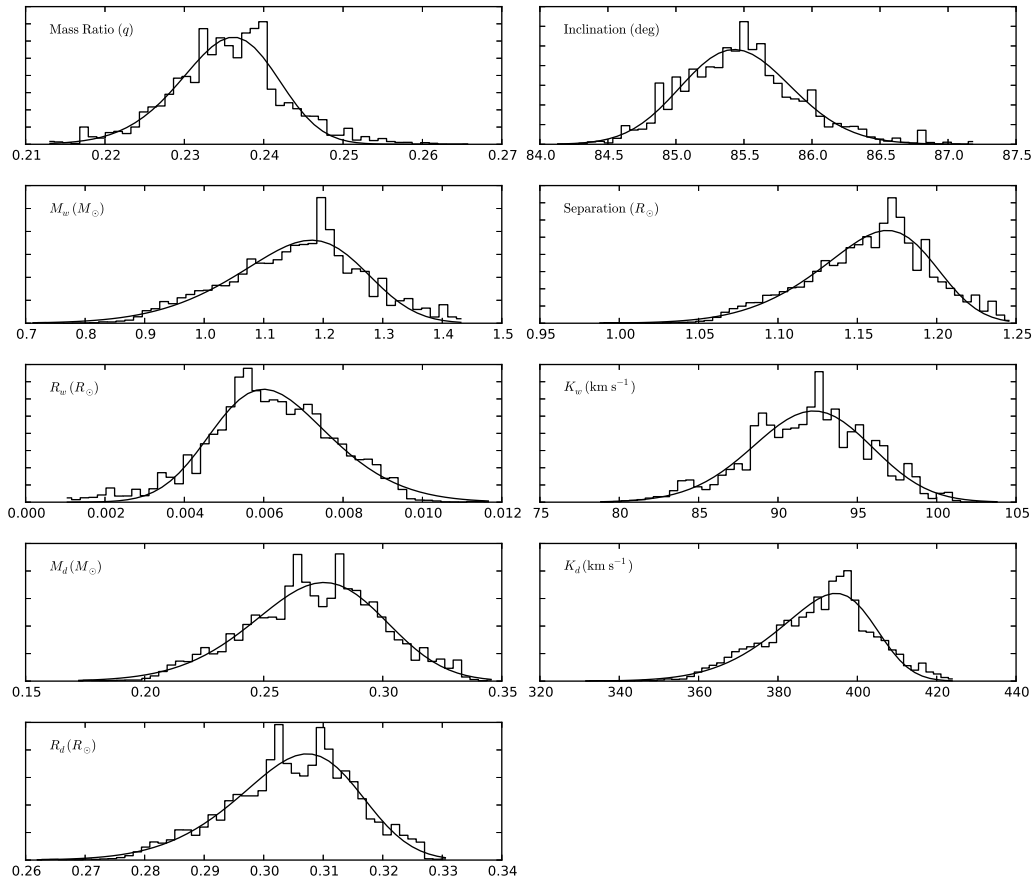 Mass Ratio (q)
0.21 0.22 0.23 0.24 0.25 0.26 0.27
Inclination (deg)
84.0 84.5 85.0 85.5 86.0 86.5 87.0 87.5
M_w (M_⊙)
0.7 0.8 0.9 1.0 1.1 1.2 1.3 1.4 1.5
Separation (R_⊙)
0.95 1.00 1.05 1.10 1.15 1.20 1.25
R_w (R_⊙)
0.000 0.002 0.004 0.006 0.008 0.010 0.012
K_w (km s⁻¹)
75 80 85 90 95 100 105
M_d (M_⊙)
0.15 0.20 0.25 0.30 0.35
K_d (km s⁻¹)
320 340 360 380 400 420 440
R_d (R_⊙)
0.26 0.27 0.28 0.29 0.30 0.31 0.32 0.33 0.34